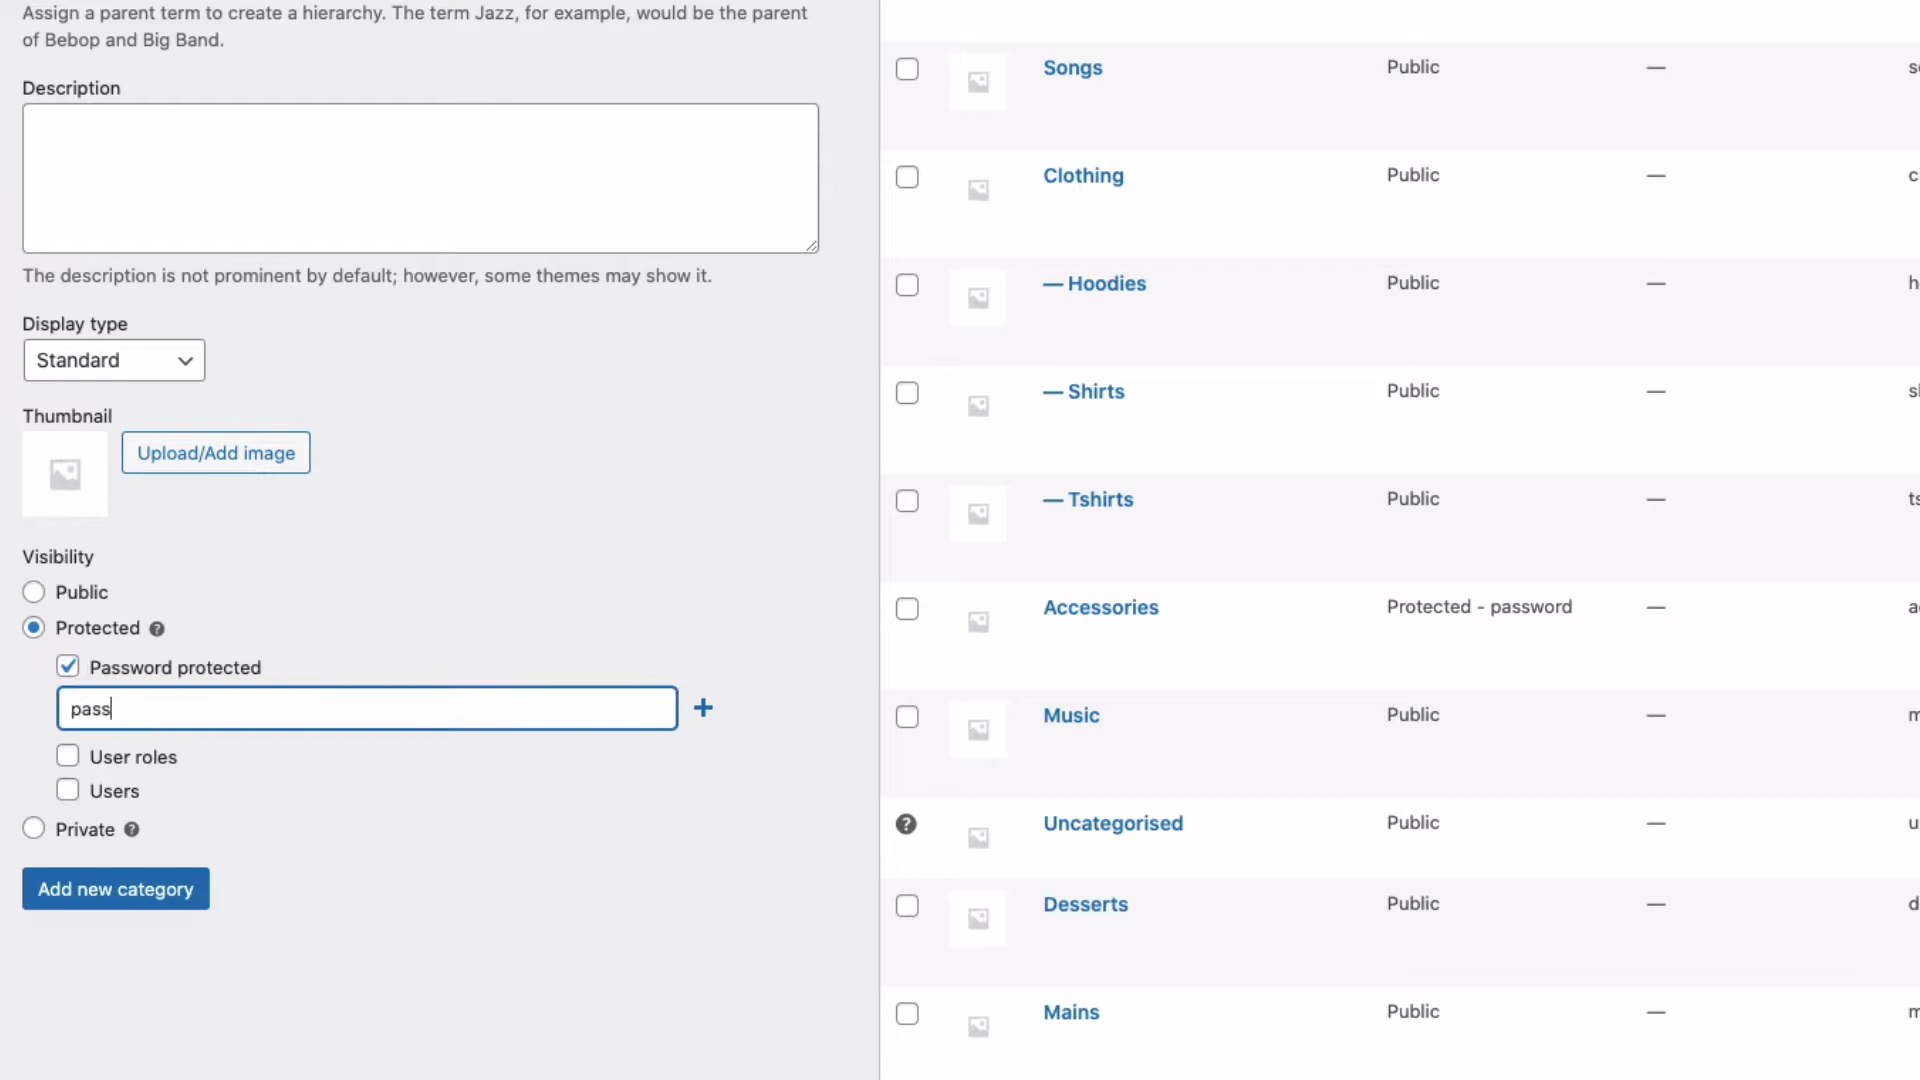 Assign a parent term to create a hierarchy. The term Jazz, for example, would be the parent
of Bebop and Big Band.
Description
The description is not prominent by default; however, some themes may show it.
Display type
Standard
Thumbnail
Upload/Add image
Visibility
Public
Protected
Password protected
pass
+
User roles
Users
Private
Add new category
Songs Public —
Clothing Public —
— Hoodies Public —
— Shirts Public —
— Tshirts Public —
Accessories Protected - password —
Music Public —
Uncategorised Public —
Desserts Public —
Mains Public —